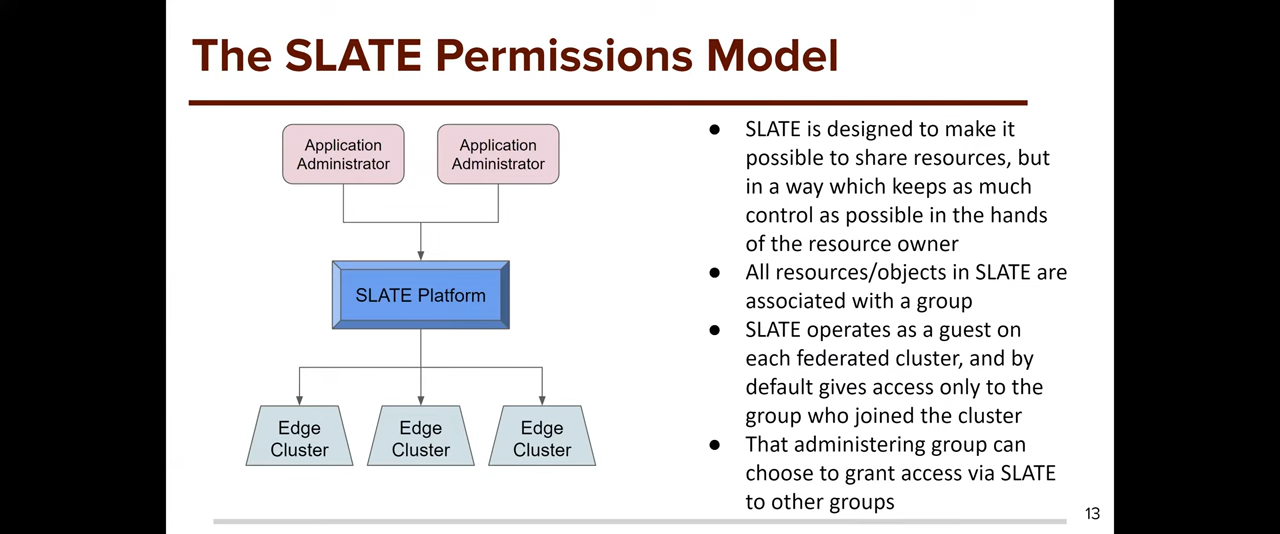 The SLATE Permissions Model
Application
Administrator
Application
Administrator
SLATE Platform
Edge
Cluster
Edge
Cluster
Edge
Cluster
● SLATE is designed to make it
possible to share resources, but
in a way which keeps as much
control as possible in the hands
of the resource owner
● All resources/objects in SLATE are
associated with a group
● SLATE operates as a guest on
each federated cluster, and by
default gives access only to the
group who joined the cluster
● That administering group can
choose to grant access via SLATE
to other groups
13